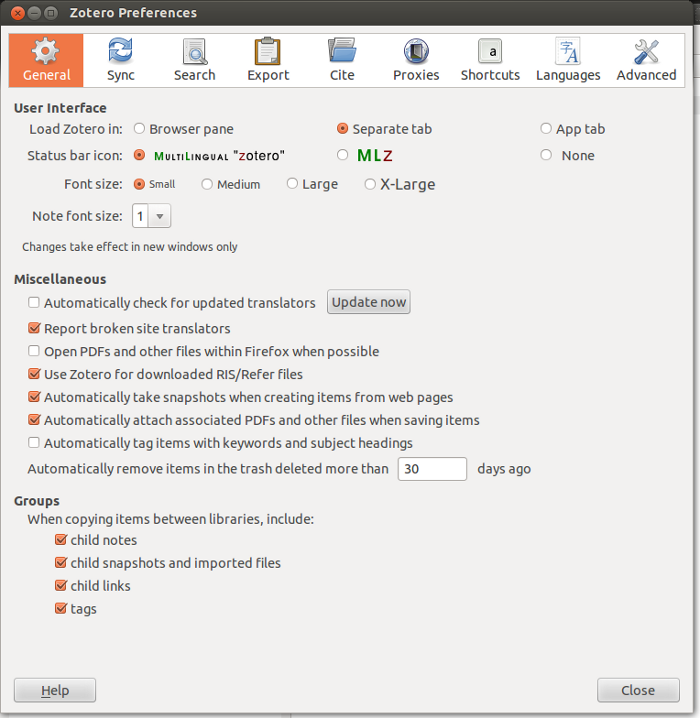 Zotero Preferences
General Sync Search Export Cite Proxies Shortcuts Languages Advanced
User Interface
Load Zotero in: Browser pane Separate tab App tab
Status bar icon: MULTILINGUAL "zotero" MLZ None
Font size: Small Medium Large X-Large
Note font size: 1
Changes take effect in new windows only
Miscellaneous
Automatically check for updated translators Update now
Report broken site translators
Open PDFs and other files within Firefox when possible
Use Zotero for downloaded RIS/Refer files
Automatically take snapshots when creating items from web pages
Automatically attach associated PDFs and other files when saving items
Automatically tag items with keywords and subject headings
Automatically remove items in the trash deleted more than 30 days ago
Groups
When copying items between libraries, include:
child notes
child snapshots and imported files
child links
tags
Help Close